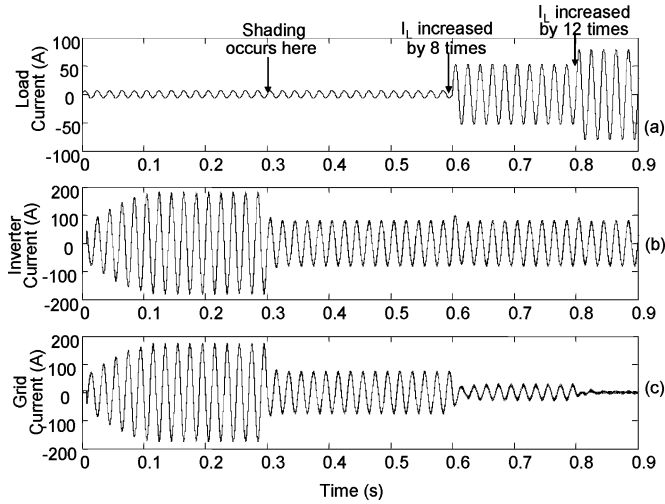 Shading
occurs here
I_L increased
by 8 times
I_L increased
by 12 times
Load
Current (A)
100
50
0
-50
-100
0 0.1 0.2 0.3 0.4 0.5 0.6 0.7 0.8 0.9
(a)
Inverter
Current (A)
200
100
0
-100
-200
0 0.1 0.2 0.3 0.4 0.5 0.6 0.7 0.8 0.9
(b)
Grid
Current (A)
200
100
0
-100
-200
0 0.1 0.2 0.3 0.4 0.5 0.6 0.7 0.8 0.9
(c)
Time (s)